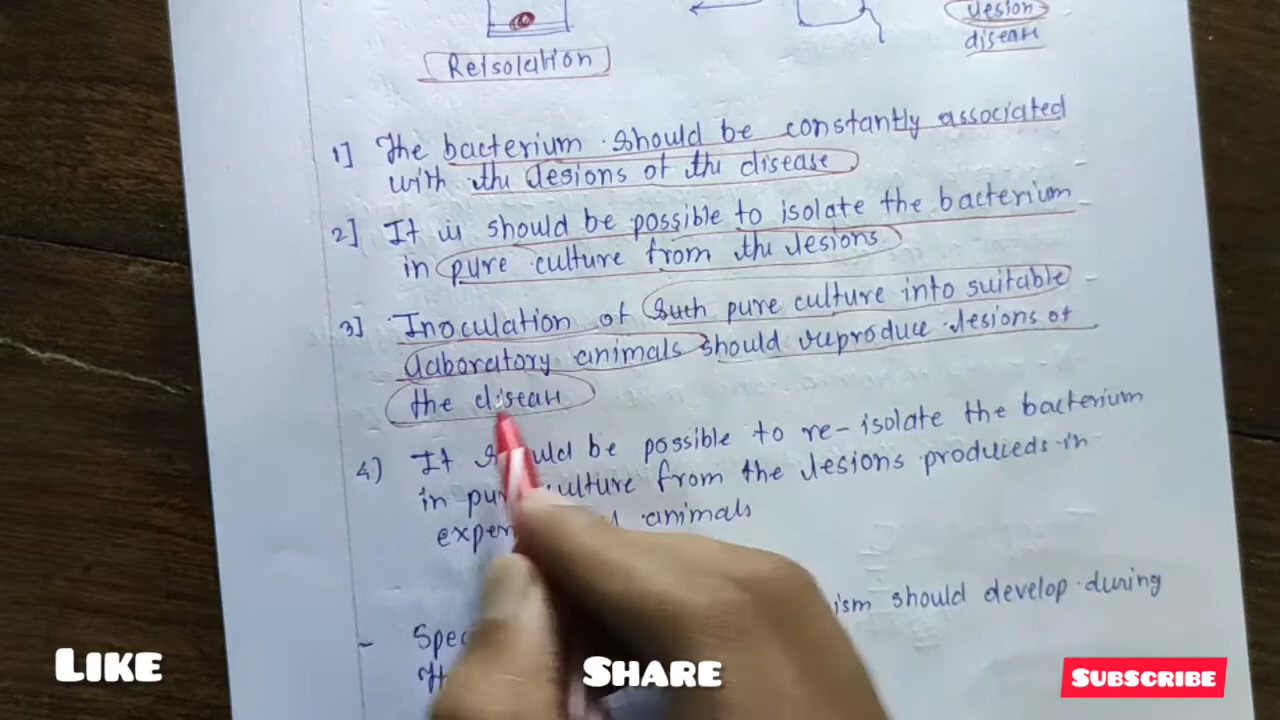 lesion
disease
Reisolation
1] The bacterium should be constantly associated
with the lesions of the disease
2] It is should be possible to isolate the bacterium
in pure culture from the lesions
3] Inoculation of such pure culture into suitable
laboratory animals should reproduce lesions of
the disease
4] It should be possible to re-isolate the bacterium
in pure culture from the lesions produceds in
animals
ism should develop during
- Spec
LIKE
SHARE
SUBSCRIBE